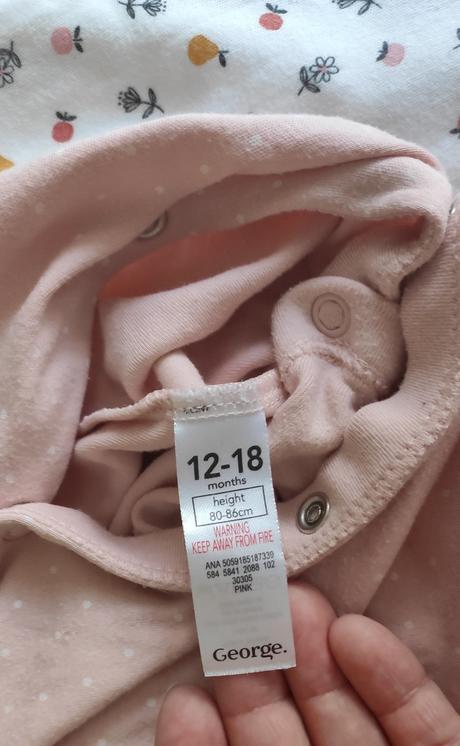 12-18
months
height
80-86cm
WARNING
KEEP AWAY FROM FIRE
ANA 5059185187339
584 5841 2088 102
30305
PINK
George.